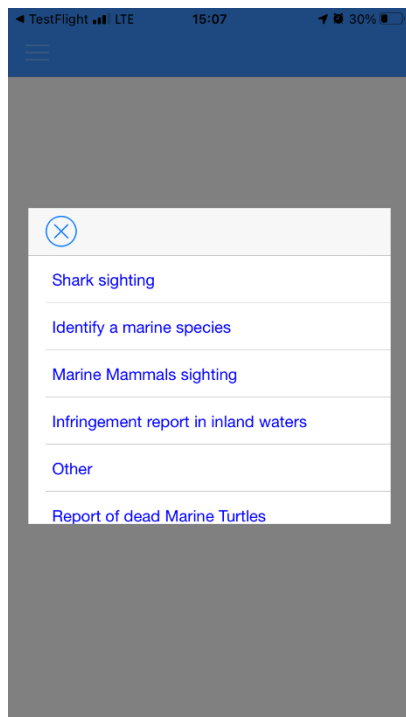 ◀ TestFlight LTE 15:07 30%
Shark sighting
Identify a marine species
Marine Mammals sighting
Infringement report in inland waters
Other
Report of dead Marine Turtles